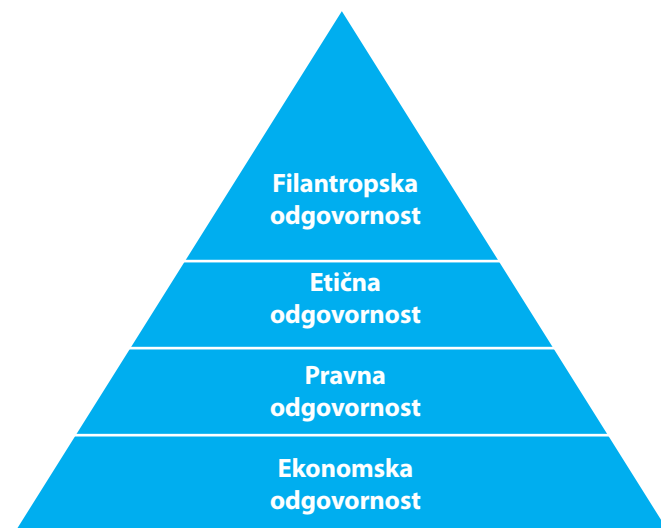 Filantropska
odgovornost
Etična
odgovornost
Pravna
odgovornost
Ekonomska
odgovornost